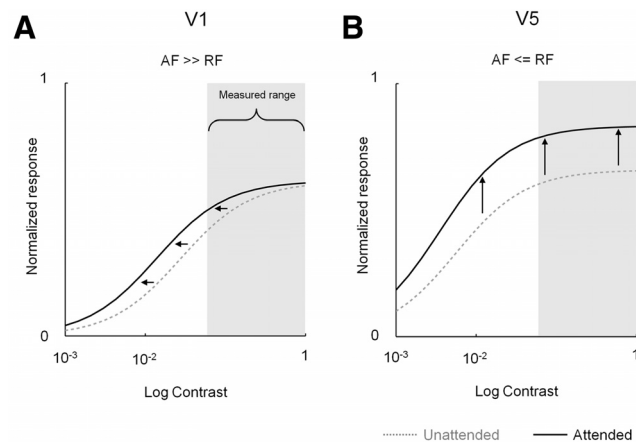 A
V1
AF >> RF
1
Measured range
Normalized response
0
10-3
10-2
1
Log Contrast
B
V5
AF <= RF
1
Normalized response
0
10-3
10-2
1
Log Contrast
Unattended
Attended